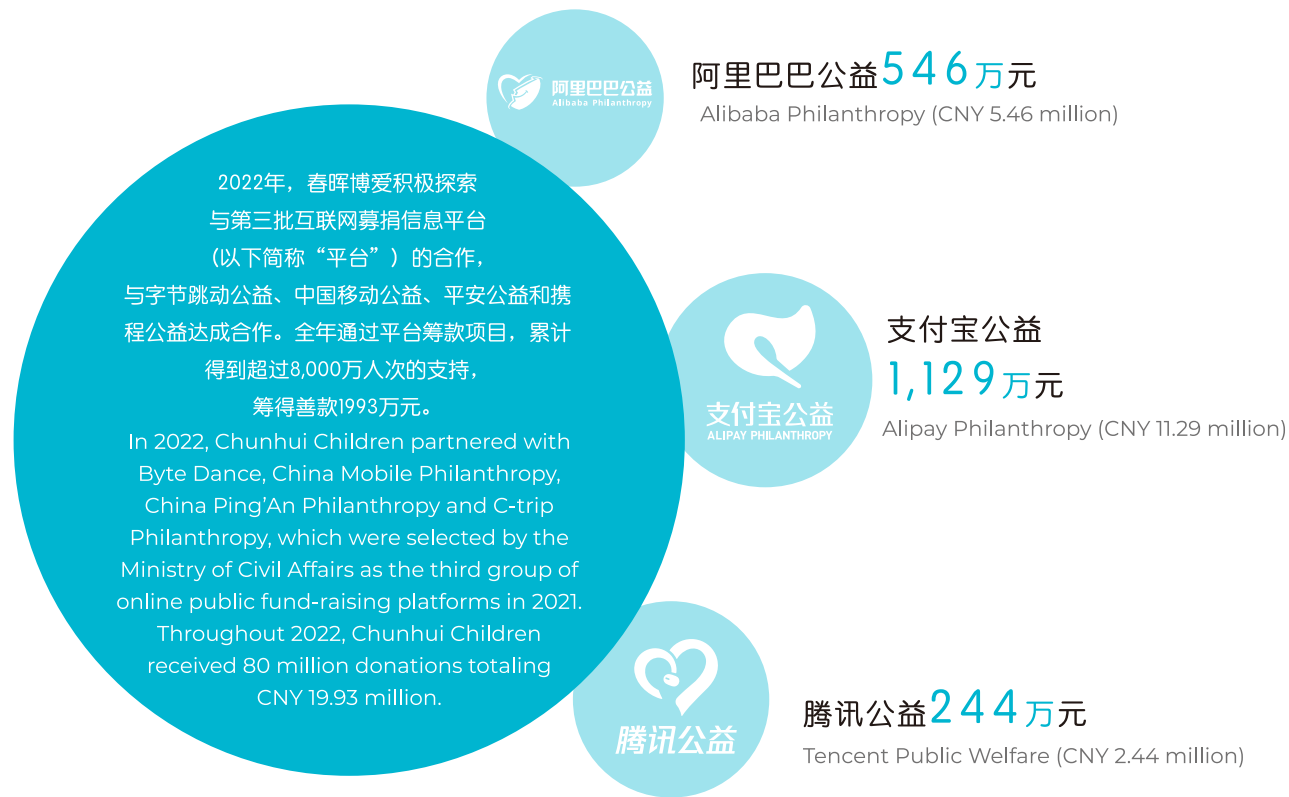 阿里巴巴公益
Alibaba Philanthropy
阿里巴巴公益546万元
Alibaba Philanthropy (CNY 5.46 million)
2022年，春晖博爱积极探索
与第三批互联网募捐信息平台
(以下简称“平台”）的合作，
与字节跳动公益、中国移动公益、平安公益和携
程公益达成合作。全年通过平台筹款项目，累计
得到超过8,000万人次的支持，
筹得善款1993万元。
In 2022, Chunhui Children partnered with
Byte Dance, China Mobile Philanthropy,
China Ping’An Philanthropy and C-trip
Philanthropy, which were selected by the
Ministry of Civil Affairs as the third group of
online public fund-raising platforms in 2021.
Throughout 2022, Chunhui Children
received 80 million donations totaling
CNY 19.93 million.
支付宝公益
ALIPAY PHILANTHROPY
支付宝公益
1,129万元
Alipay Philanthropy (CNY 11.29 million)
腾讯公益
腾讯公益244万元
Tencent Public Welfare (CNY 2.44 million)